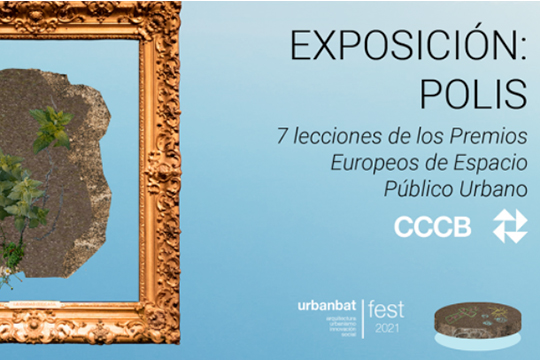 EXPOSICIÓN:
POLIS
7 lecciones de los Premios
Europeos de Espacio
Público Urbano
CCCB
urbanbat
arquitectura
urbanismo
innovación
social
fest
2021